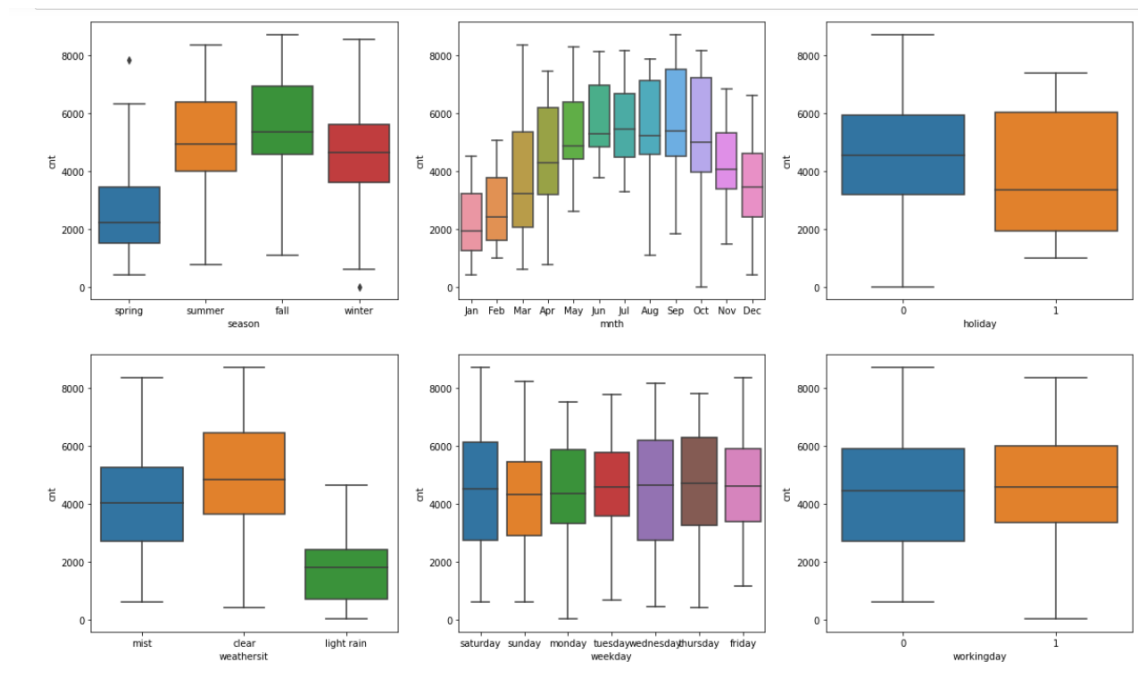 8000
6000
4000
2000
0
cnt
spring summer fall winter
season
8000
6000
4000
2000
0
cnt
Jan Feb Mar Apr May Jun Jul Aug Sep Oct Nov Dec
mnth
8000
6000
4000
2000
0
cnt
0 1
holiday
8000
6000
4000
2000
0
cnt
mist clear light rain
weathersit
8000
6000
4000
2000
0
cnt
saturday sunday monday tuesday wednesday thursday friday
weekday
8000
6000
4000
2000
0
cnt
0 1
workingday